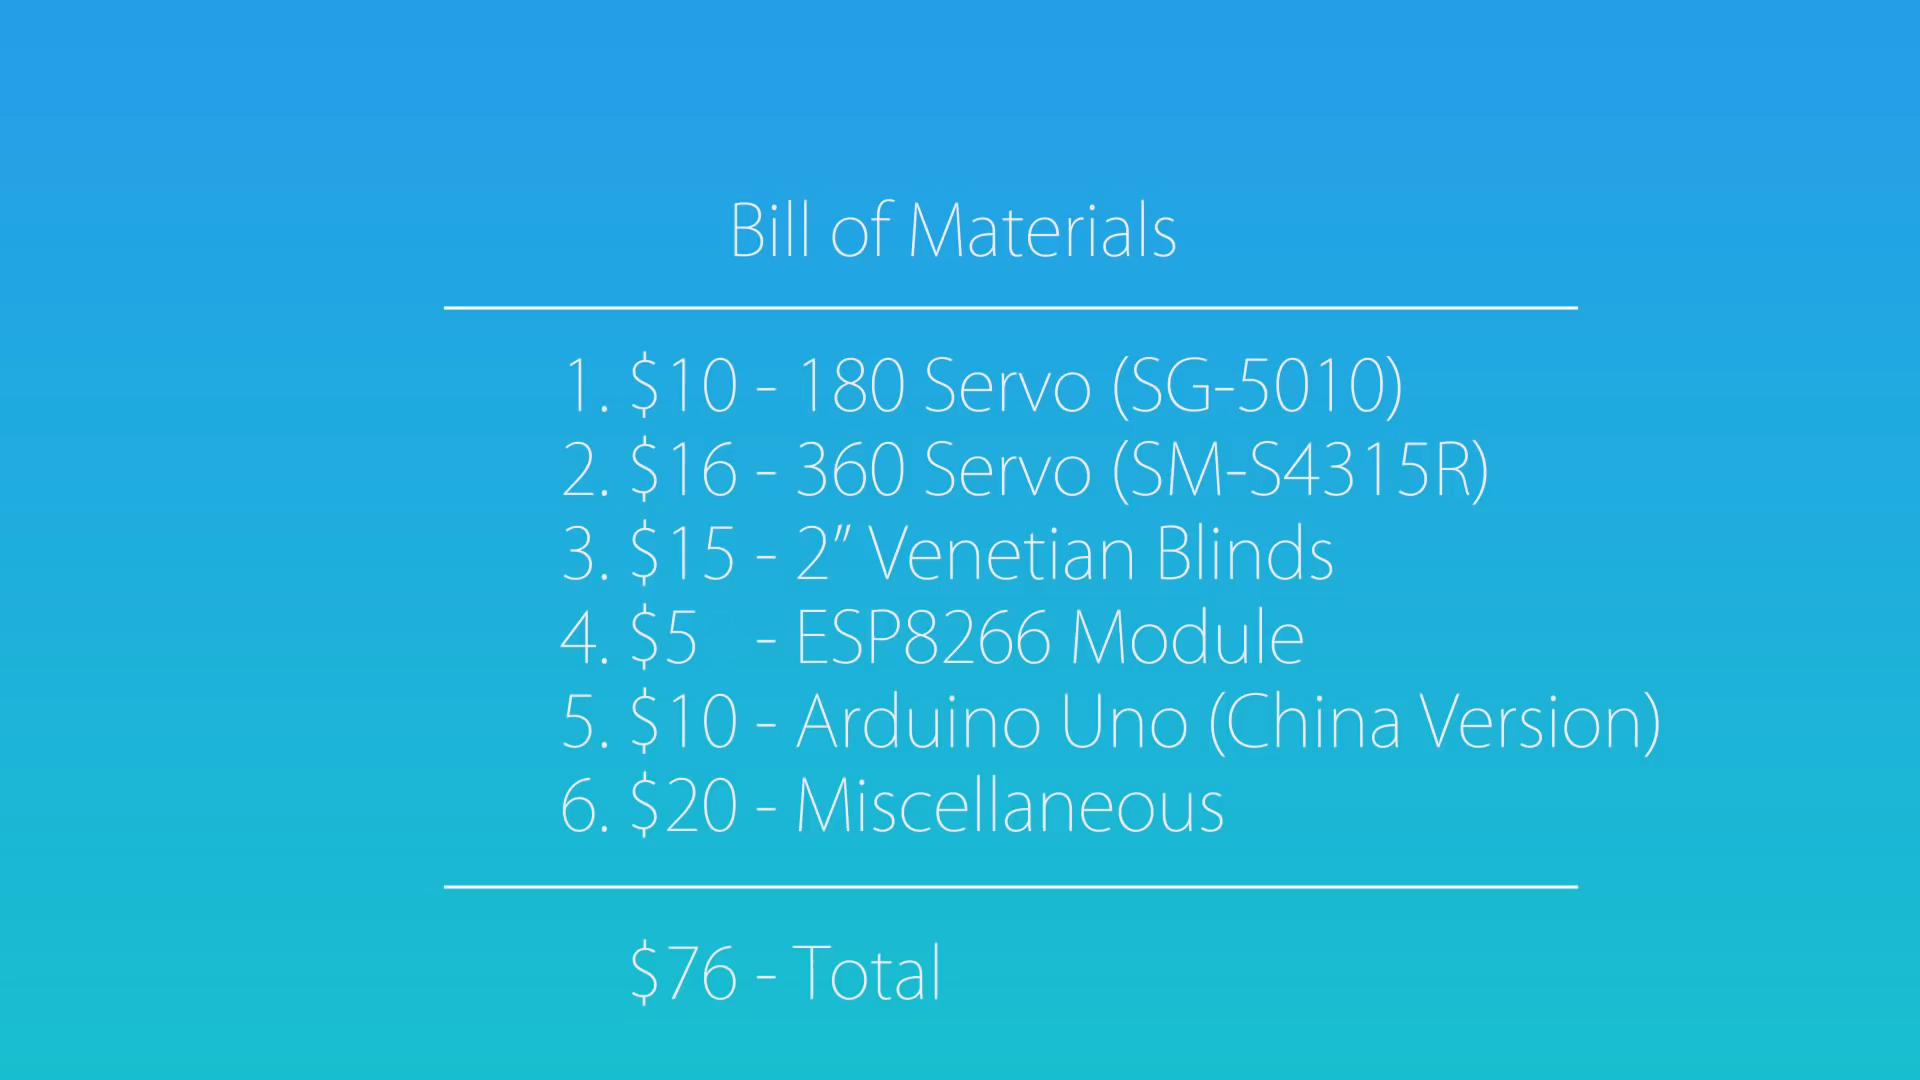 Bill of Materials
1. $10 - 180 Servo (SG-5010)
2. $16 - 360 Servo (SM-S4315R)
3. $15 - 2” Venetian Blinds
4. $5 - ESP8266 Module
5. $10 - Arduino Uno (China Version)
6. $20 - Miscellaneous
$76 - Total